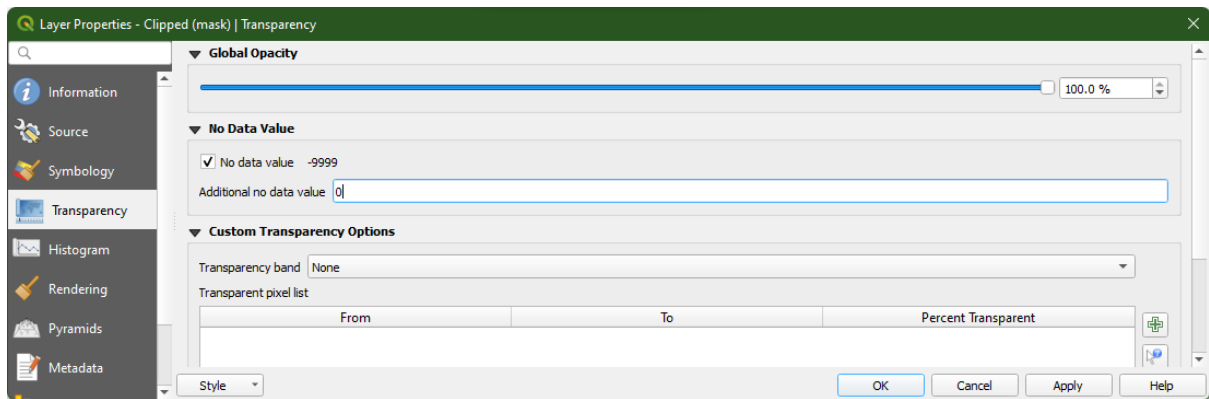 Layer Properties - Clipped (mask) | Transparency
Information
Source
Symbology
Transparency
Histogram
Rendering
Pyramids
Metadata
Global Opacity
100.0 %
No Data Value
No data value -9999
Additional no data value 0
Custom Transparency Options
Transparency band None
Transparent pixel list
From To Percent Transparent
Style OK Cancel Apply Help